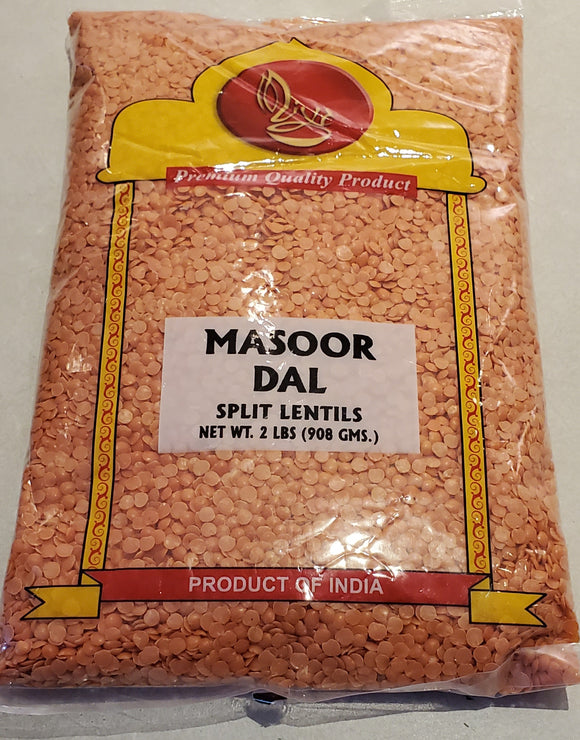 Premium Quality Product
MASOOR
DAL
SPLIT LENTILS
NET WT. 2 LBS (908 GMS.)
PRODUCT OF INDIA